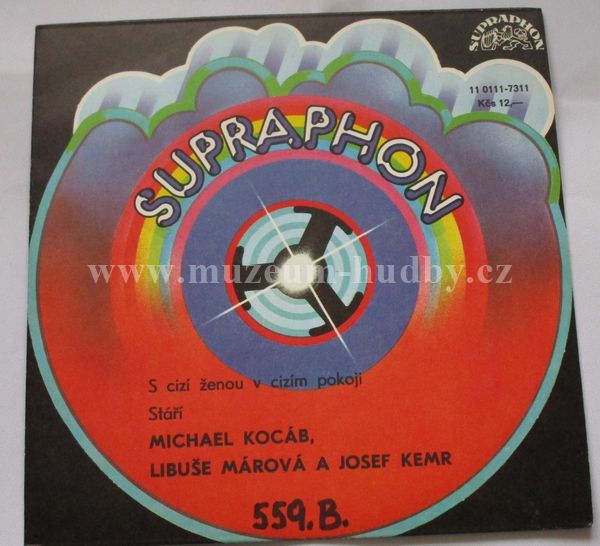 SUPRAPHON
11 0111-7311
Kčs 12,—
SUPRAPHON
www.muzeum-hudby.cz
S cizí ženou v cizím pokoji
Stáří
MICHAEL KOCÁB,
LIBUŠE MÁROVÁ A JOSEF KEMR
559.B.